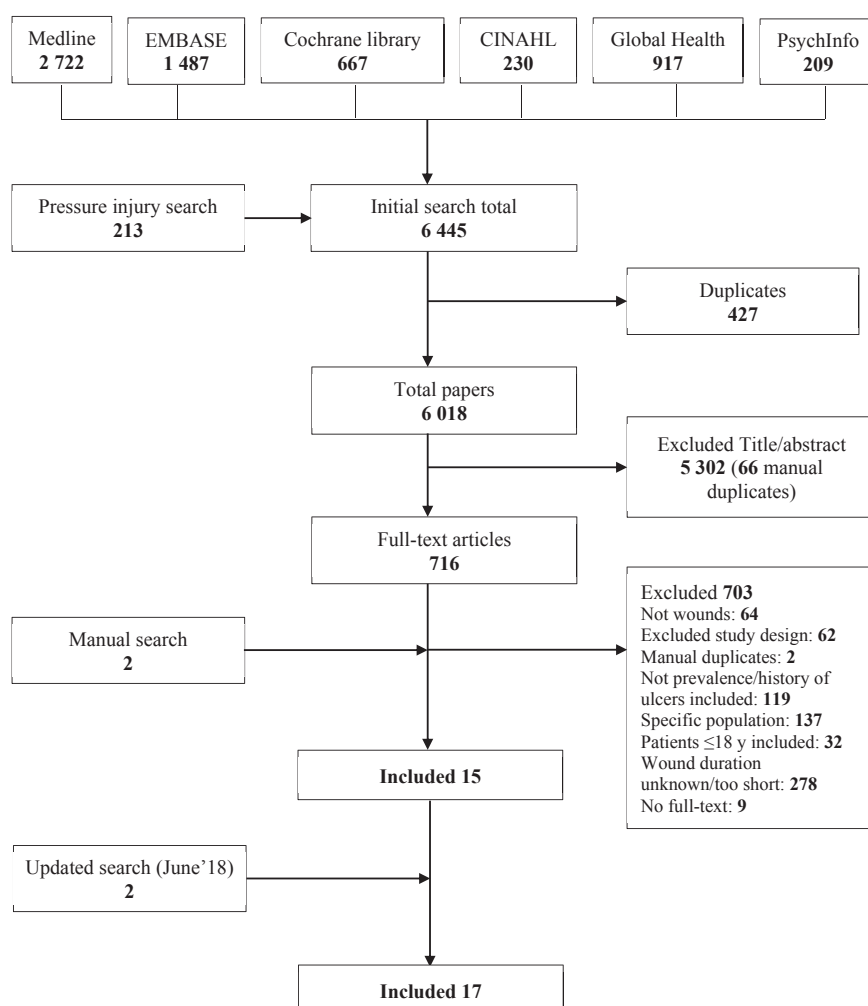 Medline
2 722
EMBASE
1 487
Cochrane library
667
CINAHL
230
Global Health
917
PsychInfo
209
Pressure injury search
213
Initial search total
6 445
Duplicates
427
Total papers
6 018
Excluded Title/abstract
5 302 (66 manual
duplicates)
Full-text articles
716
Manual search
2
Excluded 703
Not wounds: 64
Excluded study design: 62
Manual duplicates: 2
Not prevalence/history of
ulcers included: 119
Specific population: 137
Patients ≤18 y included: 32
Wound duration
unknown/too short: 278
No full-text: 9
Included 15
Updated search (June'18)
2
Included 17